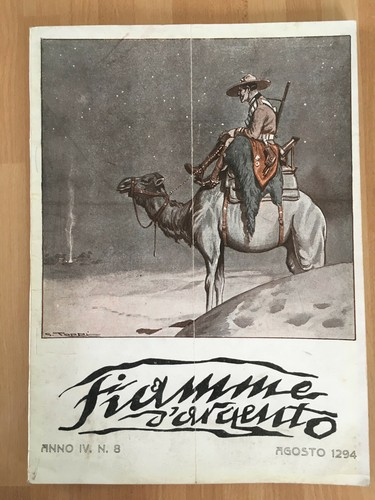 Fiamme
d'argento
ANNO IV. N. 8 AGOSTO 1294